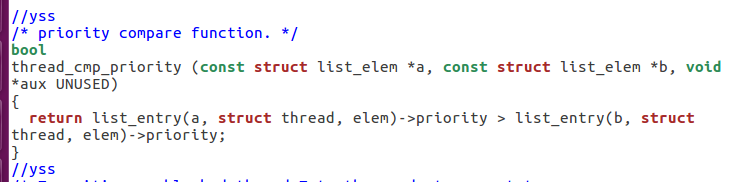 //yss
/* priority compare function. */
bool
thread_cmp_priority (const struct list_elem *a, const struct list_elem *b, void
*aux UNUSED)
{
  return list_entry(a, struct thread, elem)->priority > list_entry(b, struct
thread, elem)->priority;
}
//yss